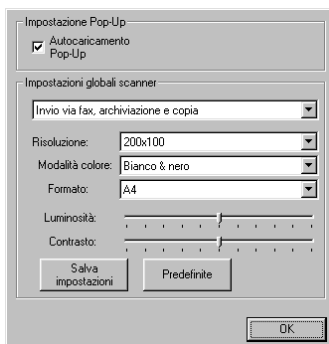 Impostazione Pop-Up
Autocaricamento
Pop-Up
Impostazioni globali scanner
Invio via fax, archiviazione e copia
Risoluzione: 200x100
Modalità colore: Bianco & nero
Formato: A4
Luminosità:
Contrasto:
Salva
impostazioni
Predefinite
OK